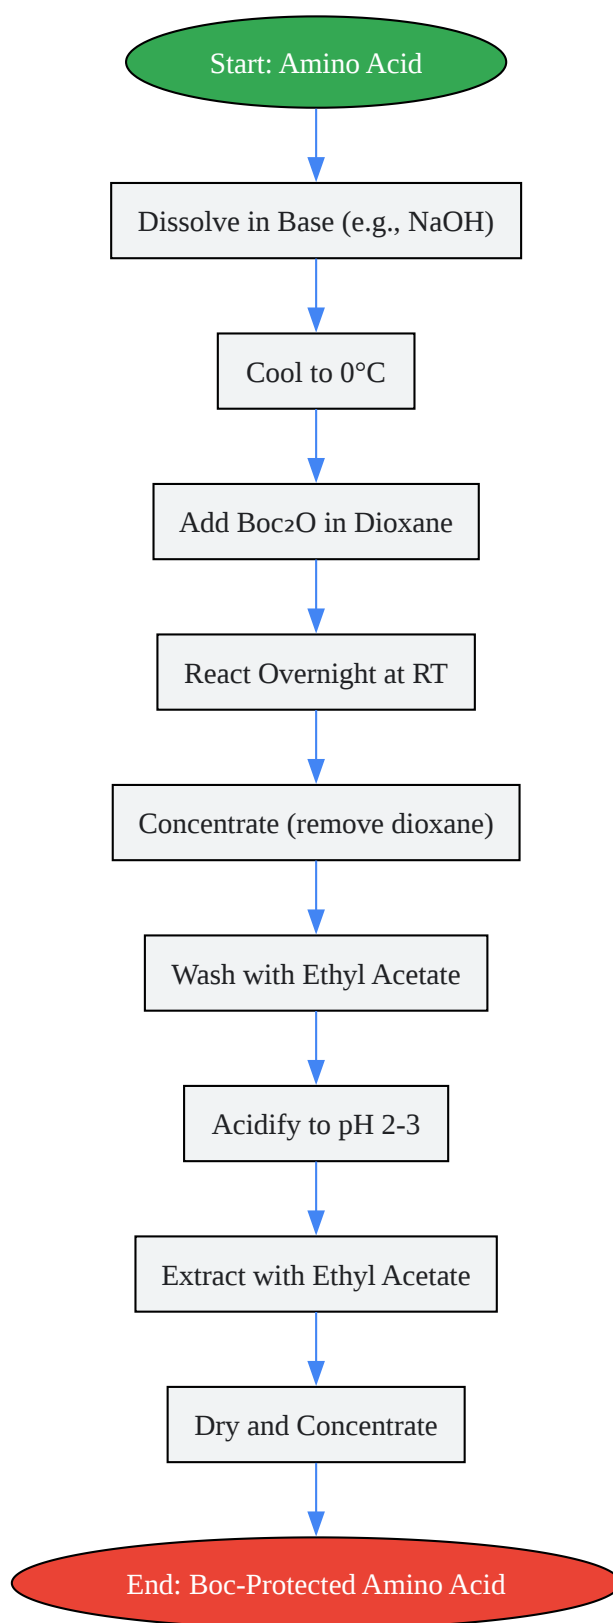 Start: Amino Acid
Dissolve in Base (e.g., NaOH)
Cool to 0°C
Add Boc₂O in Dioxane
React Overnight at RT
Concentrate (remove dioxane)
Wash with Ethyl Acetate
Acidify to pH 2-3
Extract with Ethyl Acetate
Dry and Concentrate
End: Boc-Protected Amino Acid